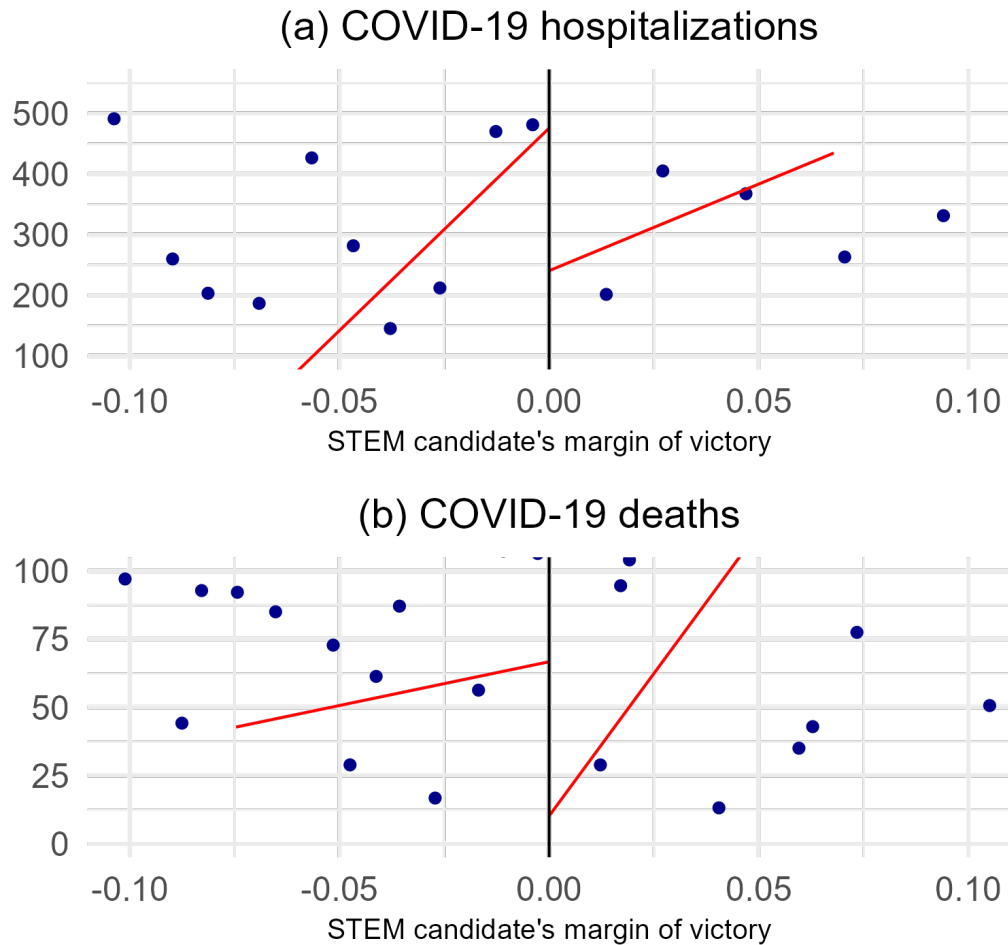 (a) COVID-19 hospitalizations
500
400
300
200
100
-0.10 -0.05 0.00 0.05 0.10
STEM candidate's margin of victory
(b) COVID-19 deaths
100
75
50
25
0
-0.10 -0.05 0.00 0.05 0.10
STEM candidate's margin of victory